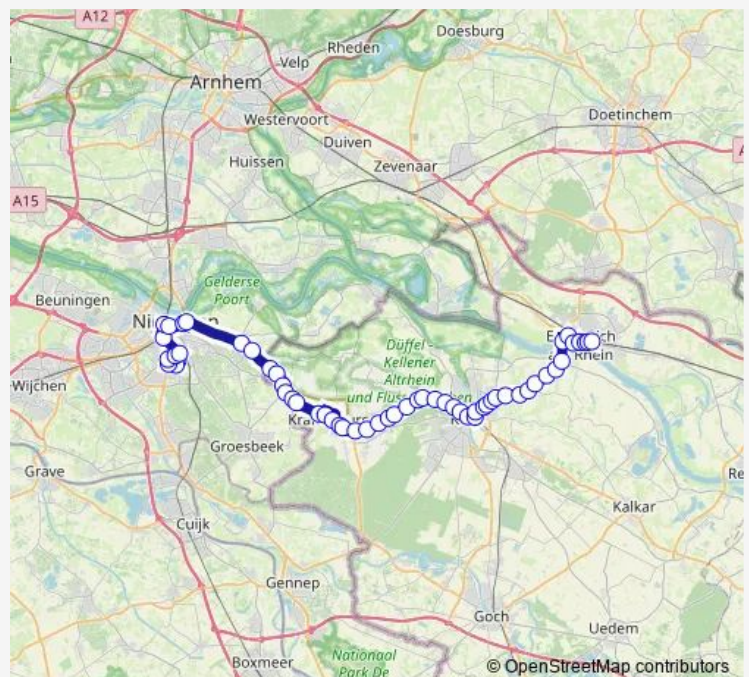 A12
Doesburg
Rheden
Velp
Arnhem
Doetinchem
Westervoort
Duiven
Huissen
Zevenaar
A15
Gelderse
Poort
Beuningen
Rhein
Düffel -
Kellener
Altrhein
und Fluss
Wijchen
Groesbeek
Grave
Kalkar
Cuijk
Gennep
Goch
Uedem
Boxmeer
Nationaal
Park De
© OpenStreetMap contributors